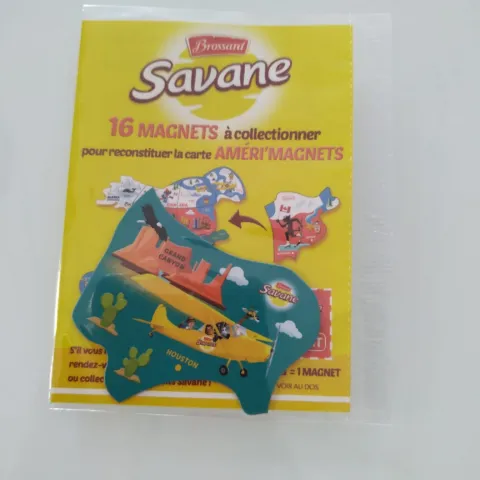 Brossard
Savane
16 MAGNETS à collectionner
pour reconstituer la carte AMÉRI'MAGNETS
GRAND
CANYON
Savane
Savane
HOUSTON
S'il vous
rendez-v
= 1 MAGNET
ou collec
Savane !
VOIR AU DOS